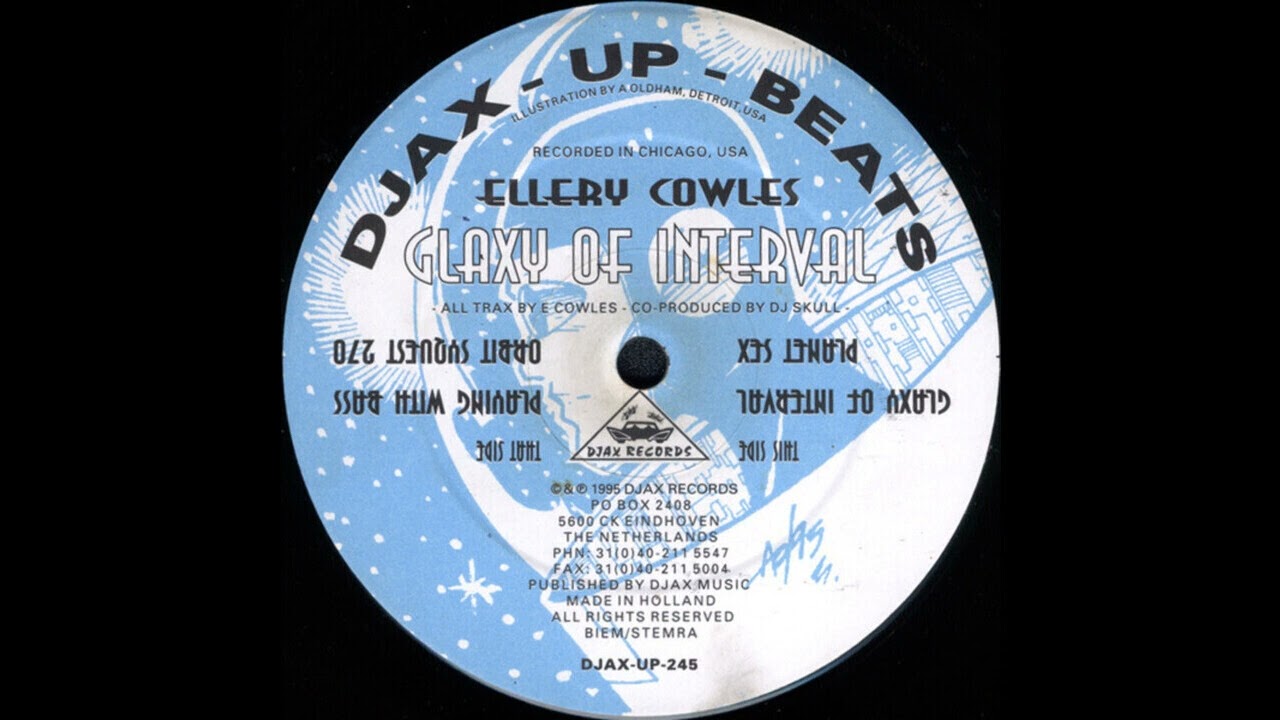 DJAX - UP - BEATS
ILLUSTRATION BY A OLDHAM, DETROIT, USA
RECORDED IN CHICAGO, USA
ELLERY COWLES
GLAXY OF INTERVAL
- ALL TRAX BY E COWLES - CO-PRODUCED BY DJ SKULL -
THIS SIDE
GLAXY OF INTERVAL
PLANET SEX
THAT SIDE
PLAYING WITH BASS
ORBIT SVQUEST 270
DJAX RECORDS
©&℗ 1995 DJAX RECORDS
PO BOX 2408
5600 CK EINDHOVEN
THE NETHERLANDS
PHN: 31(0)40-211 5547
FAX: 31(0)40-211 5004
PUBLISHED BY DJAX MUSIC
MADE IN HOLLAND
ALL RIGHTS RESERVED
BIEM/STEMRA
DJAX-UP-245